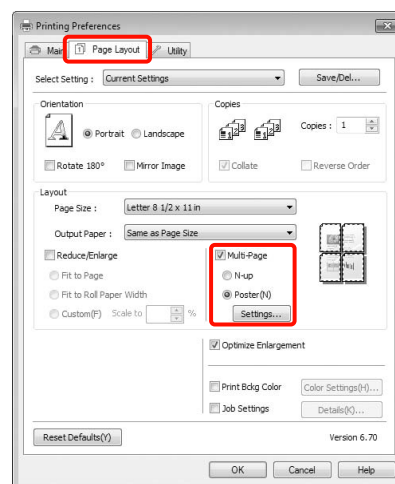 Printing Preferences
Main Page Layout Utility
Select Setting : Current Settings Save/Del...
Orientation Copies
Portrait Landscape Copies : 1
Rotate 180° Mirror Image Collate Reverse Order
Layout
Page Size : Letter 8 1/2 x 11 in
Output Paper : Same as Page Size
Reduce/Enlarge Multi-Page
Fit to Page N-up
Fit to Roll Paper Width Poster(N)
Custom(F) Scale to % Settings...
Optimize Enlargement
Print Bckg Color Color Settings(H)...
Job Settings Details(K)...
Reset Defaults(Y) Version 6.70
OK Cancel Help